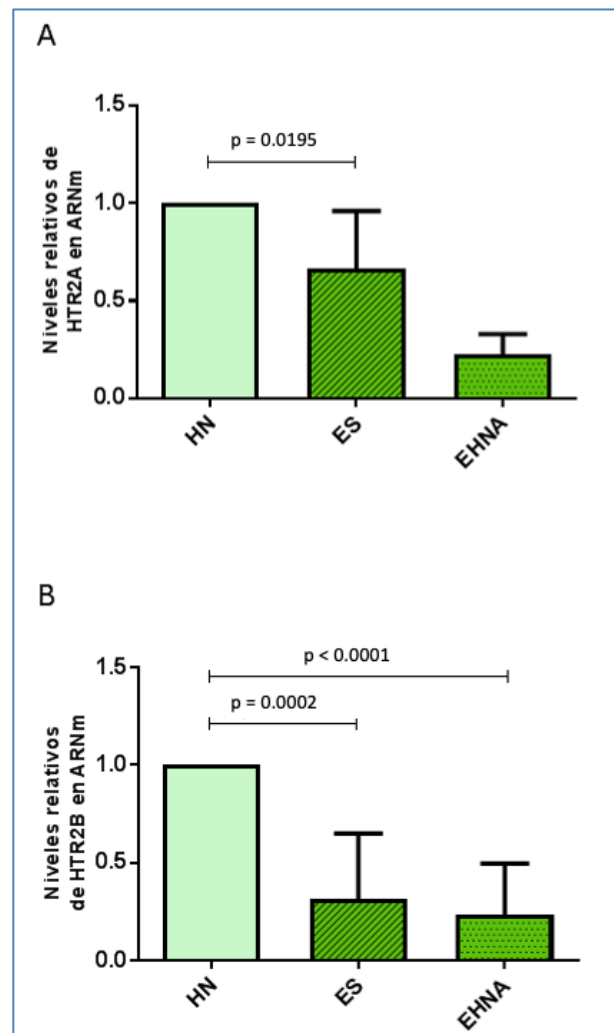 A
Niveles relativos de
HTR2A en ARNm
1.5
1.0
0.5
0.0
p = 0.0195
HN
ES
EHNA
B
Niveles relativos
de HTR2B en ARNm
1.5
1.0
0.5
0.0
p < 0.0001
p = 0.0002
HN
ES
EHNA